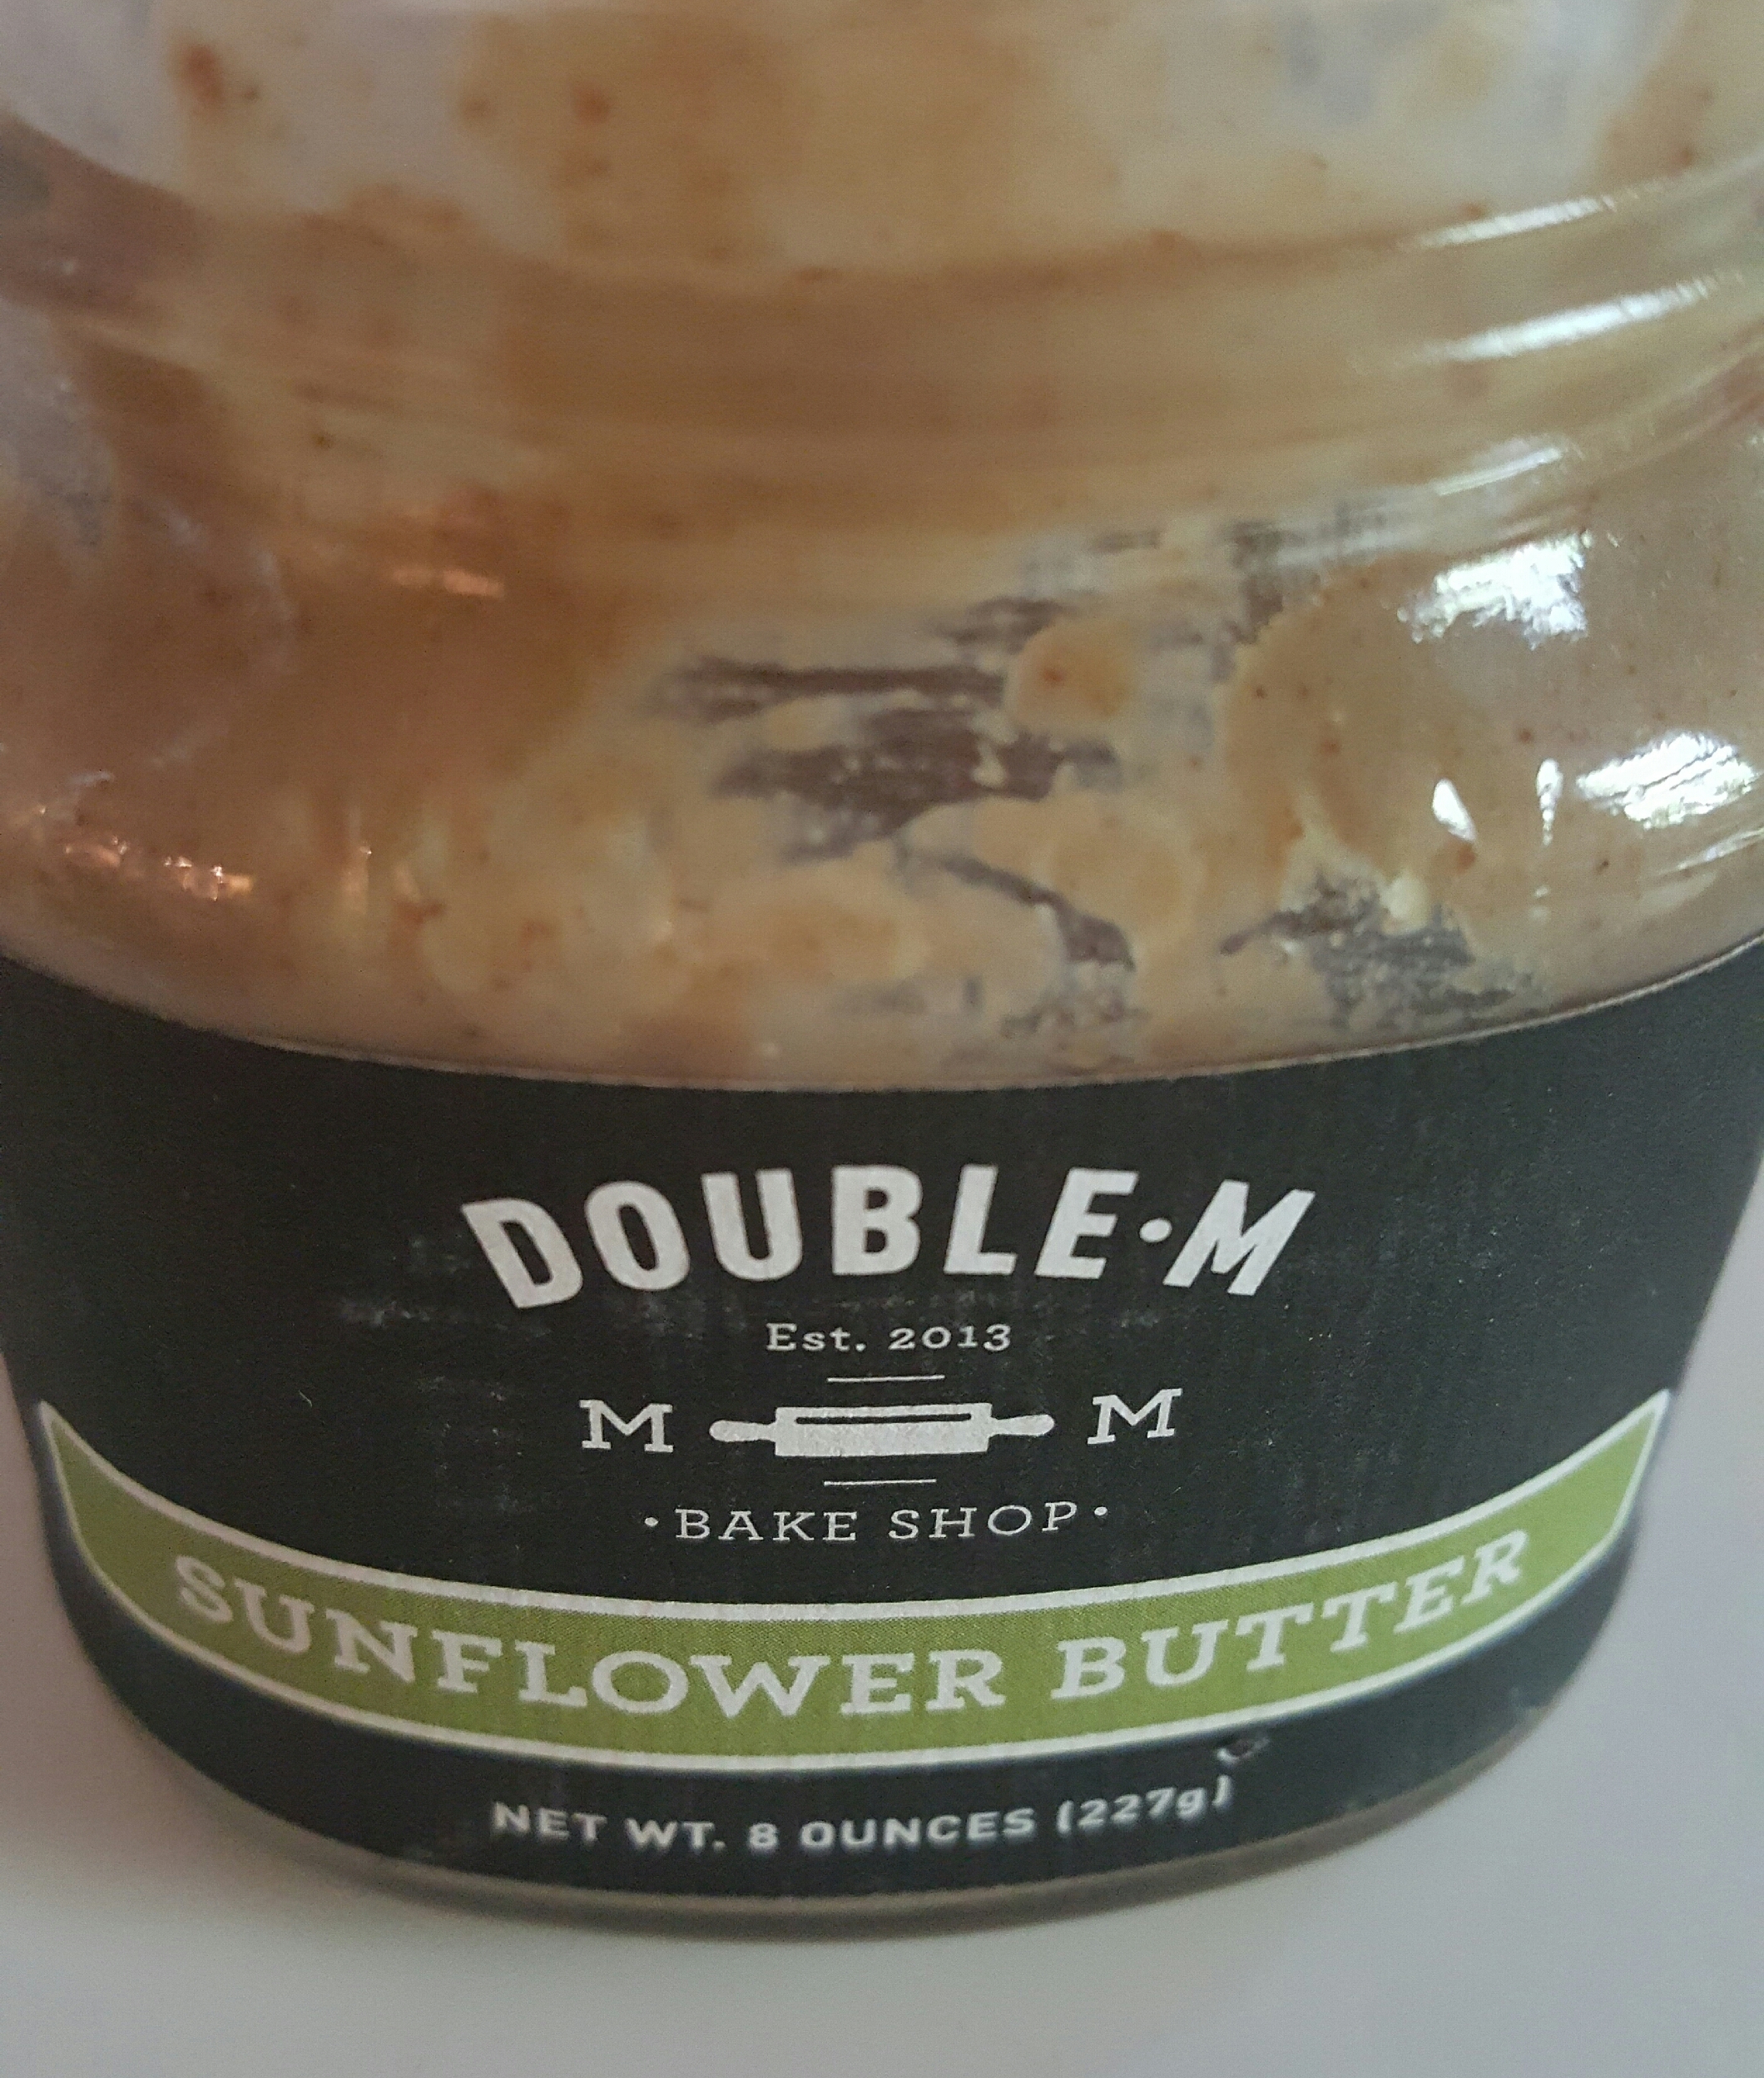 DOUBLE·M
Est. 2013
M M
·BAKE SHOP·
SUNFLOWER BUTTER
NET WT. 8 OUNCES (227g)